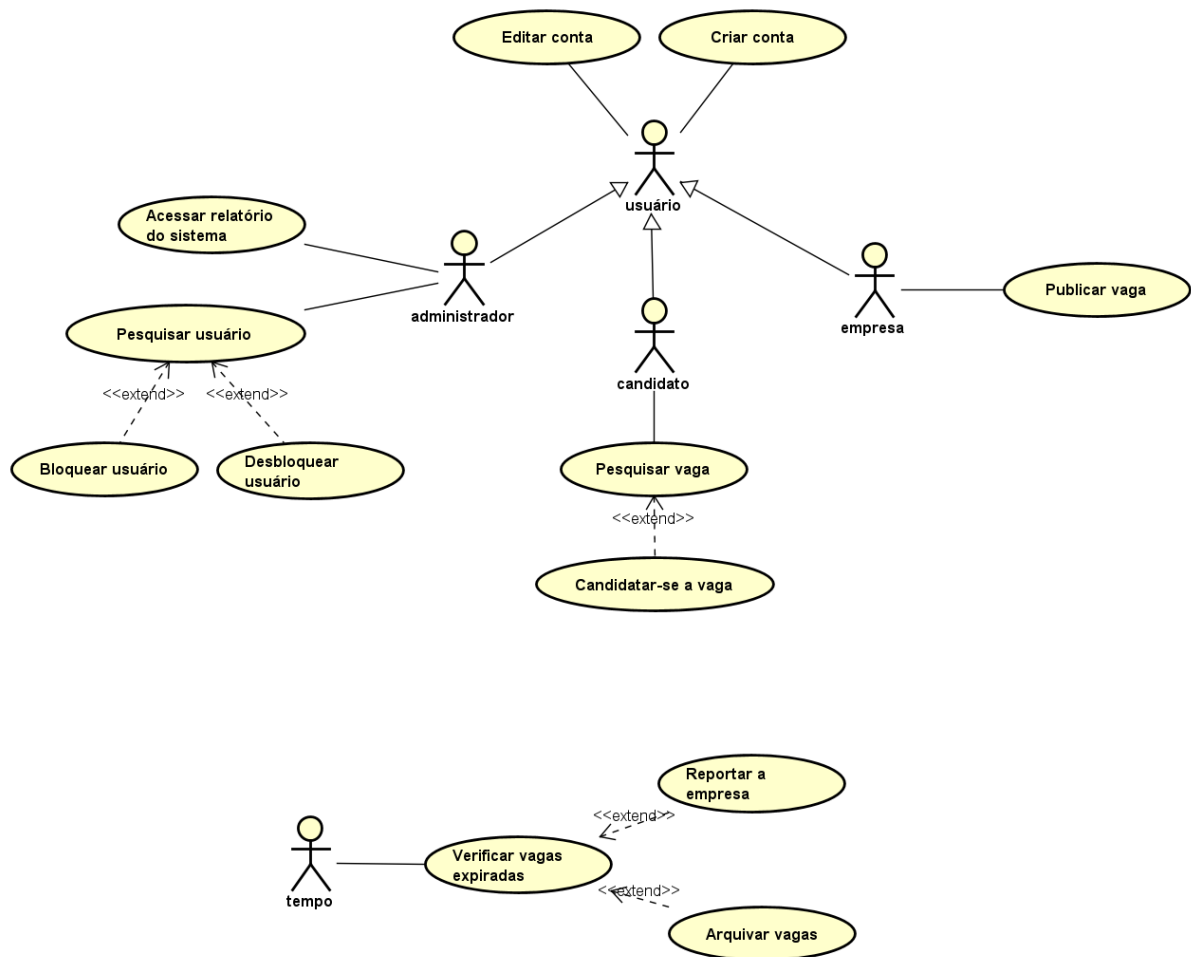 Editar conta
Criar conta
usuário
Acessar relatório
do sistema
administrador
empresa
Publicar vaga
Pesquisar usuário
candidato
<<extend>>
<<extend>>
Bloquear usuário
Desbloquear
usuário
Pesquisar vaga
<<extend>>
Candidatar-se a vaga
Reportar a
empresa
<<extend>>
Verificar vagas
expiradas
tempo
<<extend>>
Arquivar vagas